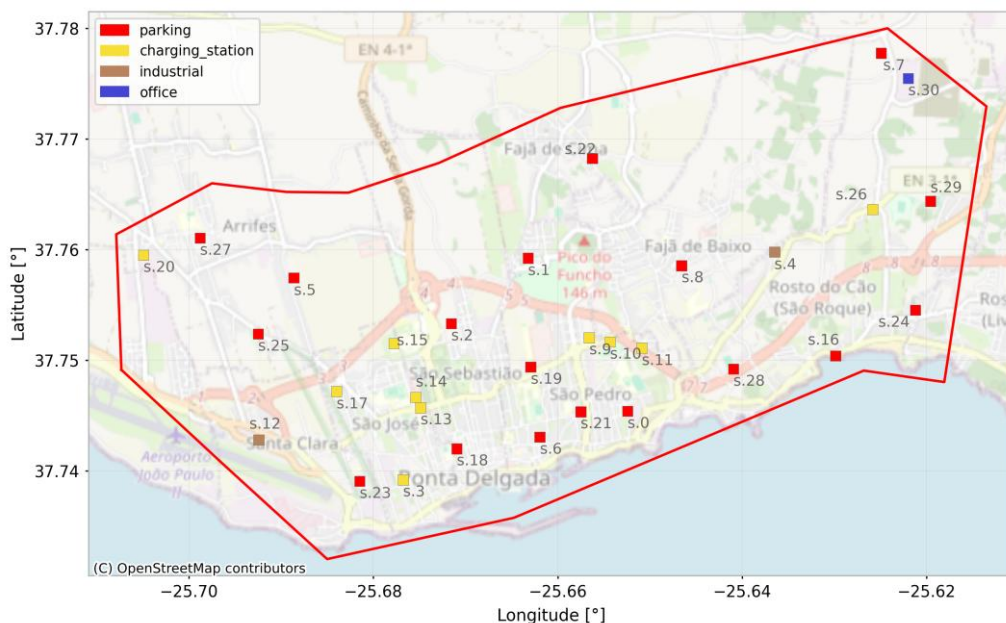 37.78
37.77
37.76
37.75
37.74
Latitude [°]
parking
charging_station
industrial
office
EN 4-1ª
Caminho da Serra Gorda
s.7
s.30
s.22
Fajã de Cima
s.26
EN 3-1ª
s.29
Arrifes
s.27
s.20
s.1
Pico do
Funcho
146 m
Fajã de Baixo
s.8
s.4
s.5
Rosto do Cão
(São Roque)
(Liv
s.24
s.25
s.15
s.2
s.9
s.10
s.11
s.16
s.14
São Sebastião
s.19
s.28
s.17
s.13
São José
São Pedro
s.21
s.0
s.12
Santa Clara
s.6
s.18
Aeroporto
João Paulo
II
Ponta Delgada
s.23
s.3
(C) OpenStreetMap contributors
−25.70 −25.68 −25.66 −25.64 −25.62
Longitude [°]